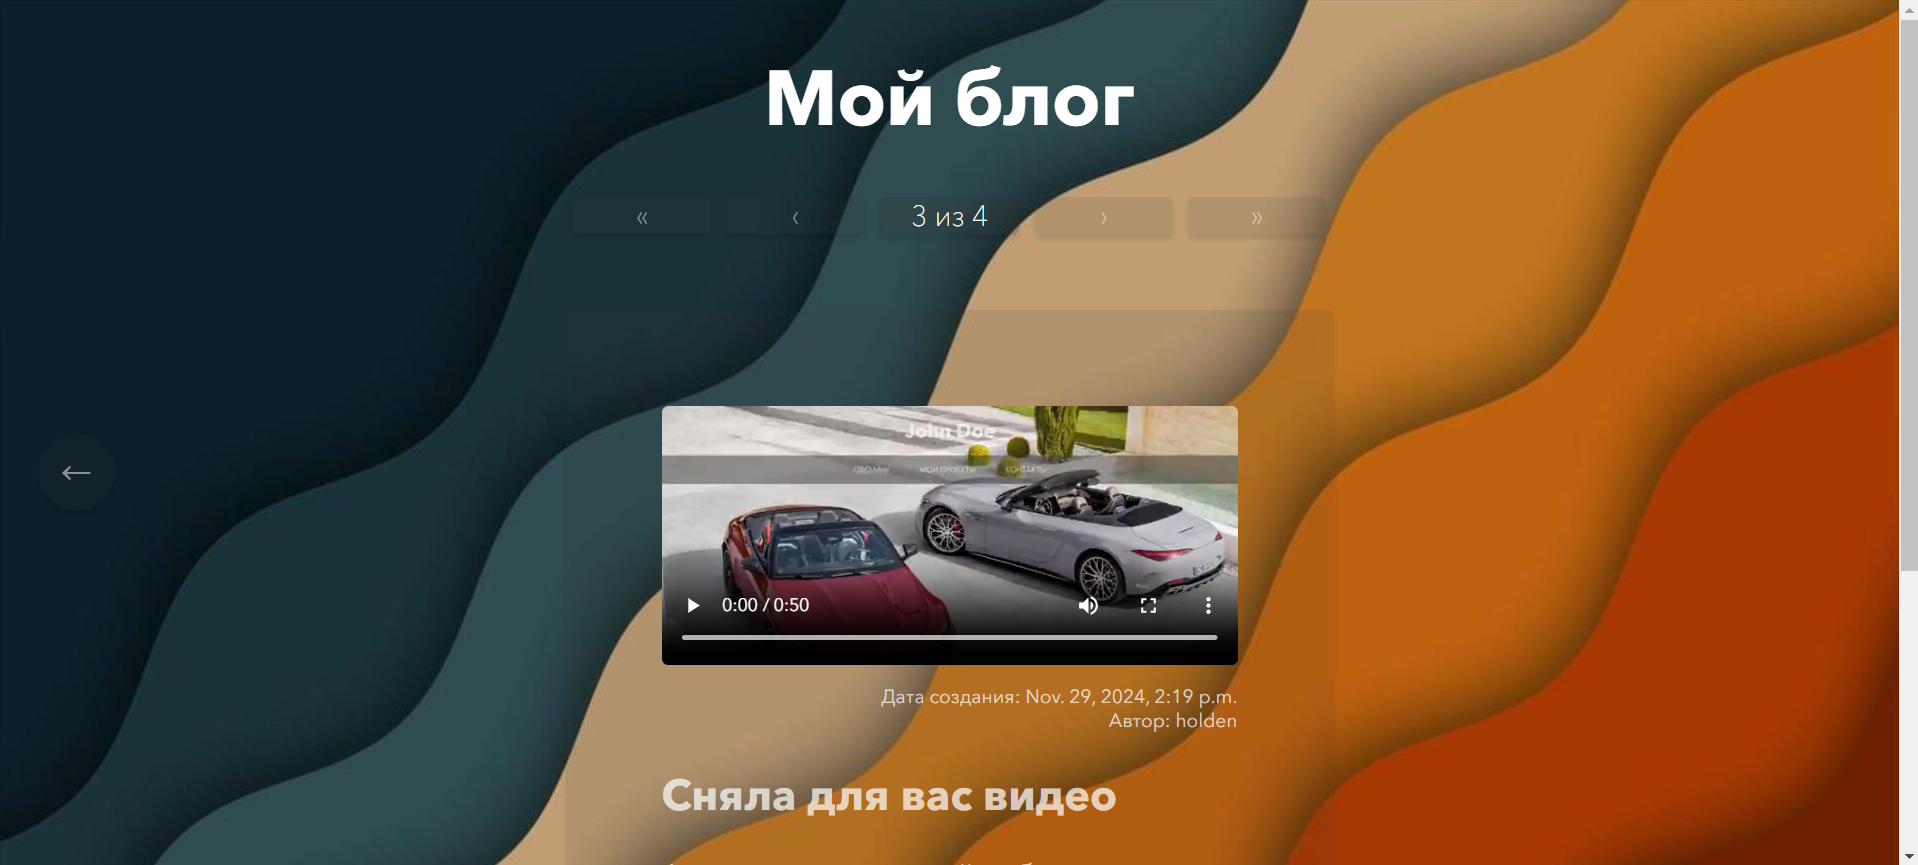 Мой блог
« ‹ 3 из 4 › »
←
John Doe
ОБО МНЕ МОИ ПРОЕКТЫ КОНТАКТЫ
0:00 / 0:50
Дата создания: Nov. 29, 2024, 2:19 p.m.
Автор: holden
Сняла для вас видео